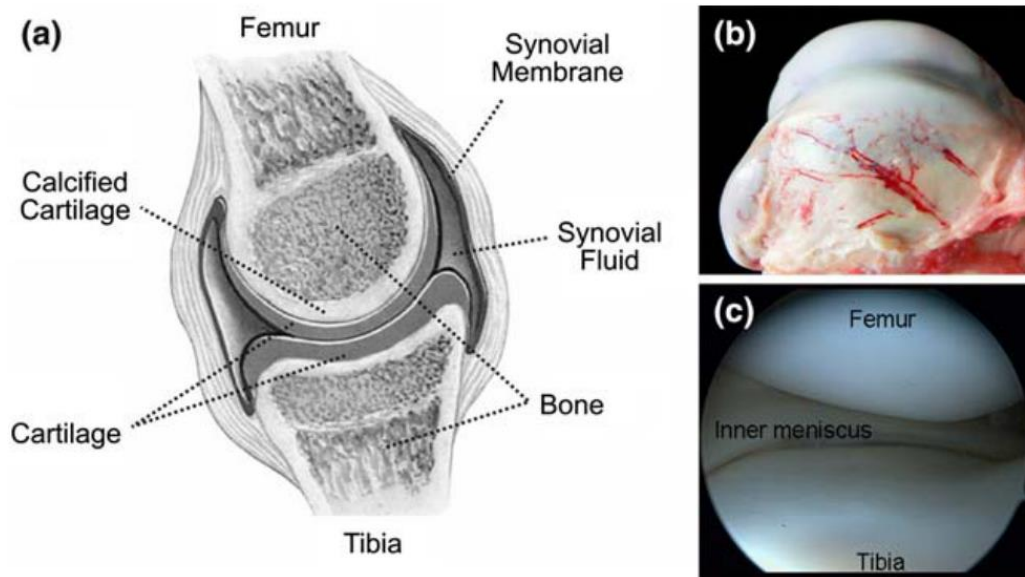 (a)
Femur
Synovial
Membrane
Calcified
Cartilage
Synovial
Fluid
Cartilage
Bone
Tibia
(b)
(c)
Femur
Inner meniscus
Tibia